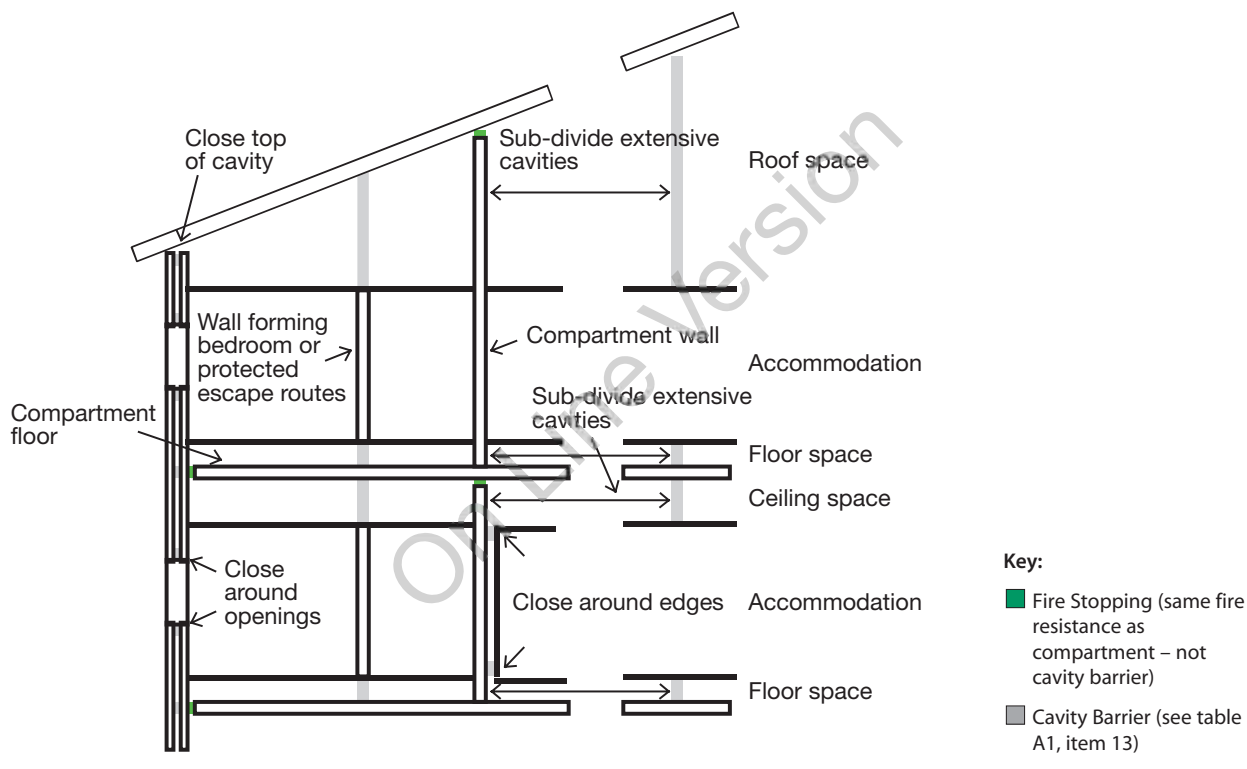 Close top
of cavity
Sub-divide extensive
cavities
Roof space
Wall forming
bedroom or
protected
escape routes
Compartment wall
Accommodation
Sub-divide extensive
cavities
Compartment
floor
Floor space
Ceiling space
Close
around
openings
Close around edges
Accommodation
Floor space
On Line Version
Key:
Fire Stopping (same fire
resistance as
compartment – not
cavity barrier)
Cavity Barrier (see table
A1, item 13)